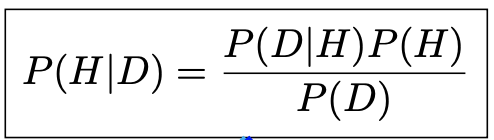 P(H|D) = P(D|H)P(H) / P(D)